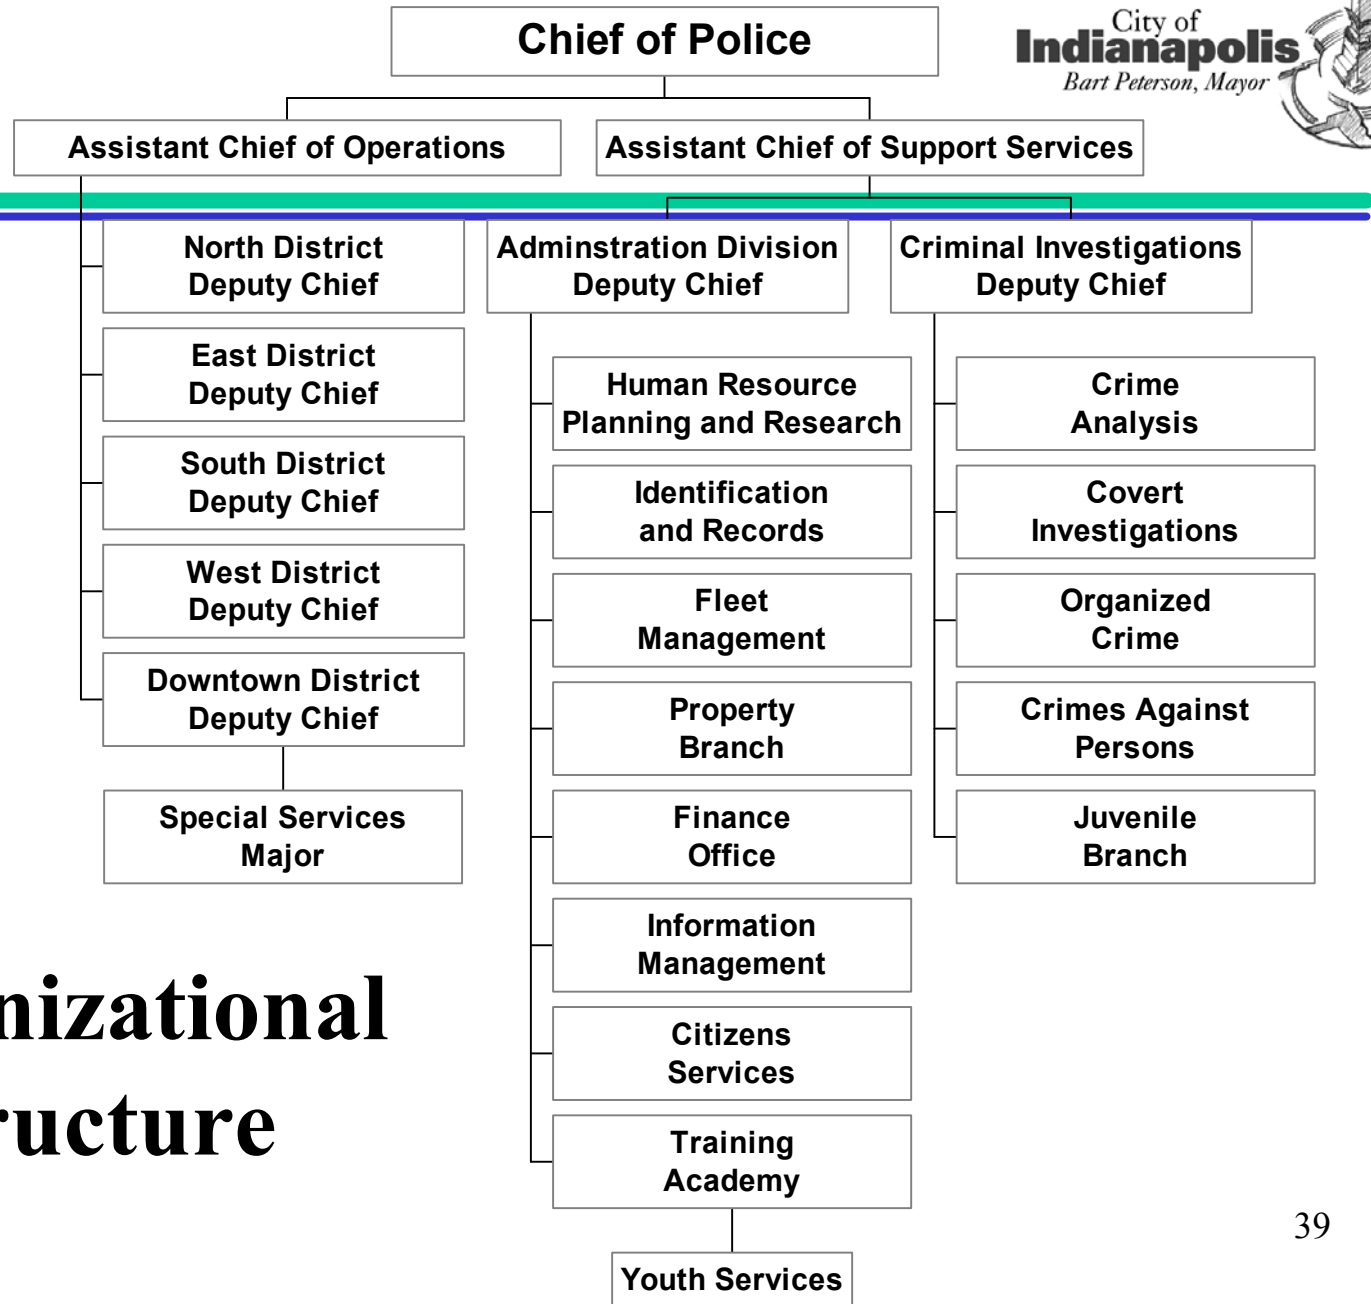 Chief of Police
City of
Indianapolis
Bart Peterson, Mayor
Assistant Chief of Operations
Assistant Chief of Support Services
North District
Deputy Chief
East District
Deputy Chief
South District
Deputy Chief
West District
Deputy Chief
Downtown District
Deputy Chief
Special Services
Major
Adminstration Division
Deputy Chief
Human Resource
Planning and Research
Identification
and Records
Fleet
Management
Property
Branch
Finance
Office
Information
Management
Citizens
Services
Training
Academy
Youth Services
Criminal Investigations
Deputy Chief
Crime
Analysis
Covert
Investigations
Organized
Crime
Crimes Against
Persons
Juvenile
Branch
nizational
ructure
39